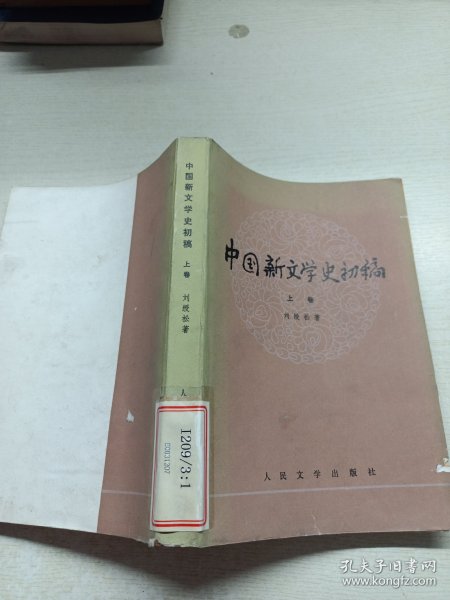 中国新文学史初稿
上卷
刘绶松著
人民文学出版社
中国新文学史初稿 上卷 刘绶松著 人
I209/3:1
孔夫子旧书网
www.kongfz.com